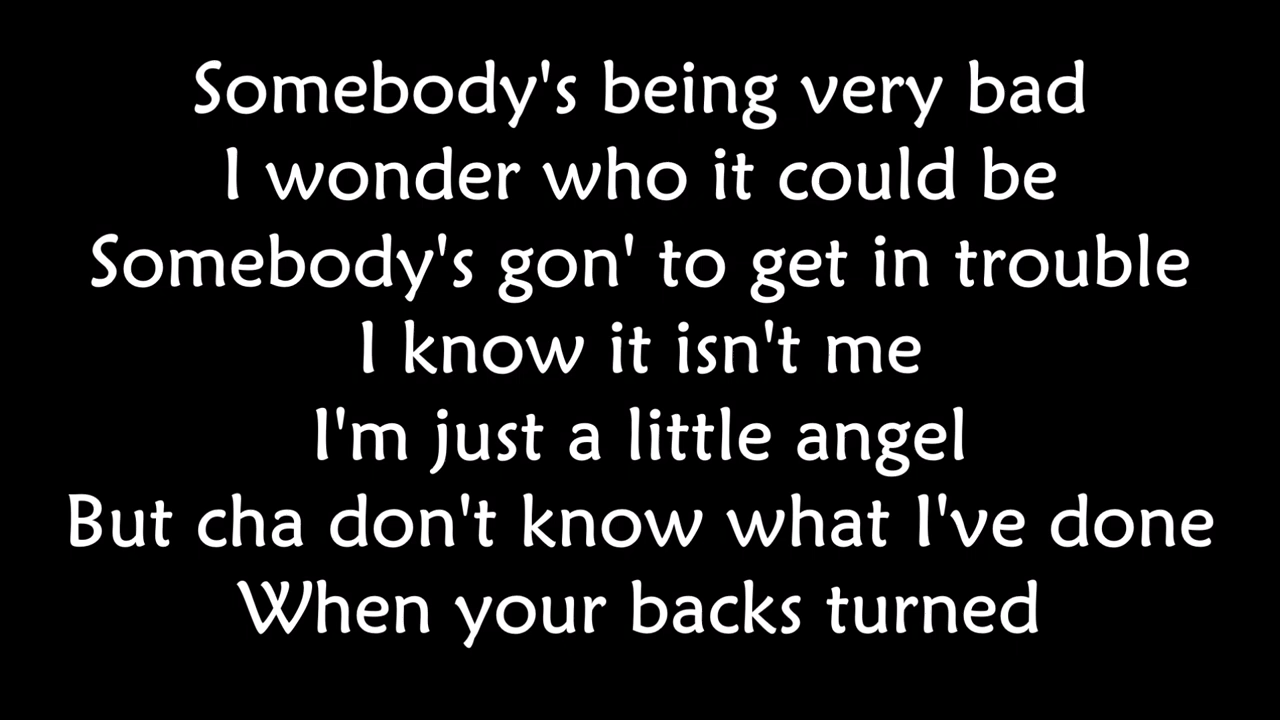 Somebody's being very bad
I wonder who it could be
Somebody's gon' to get in trouble
I know it isn't me
I'm just a little angel
But cha don't know what I've done
When your backs turned